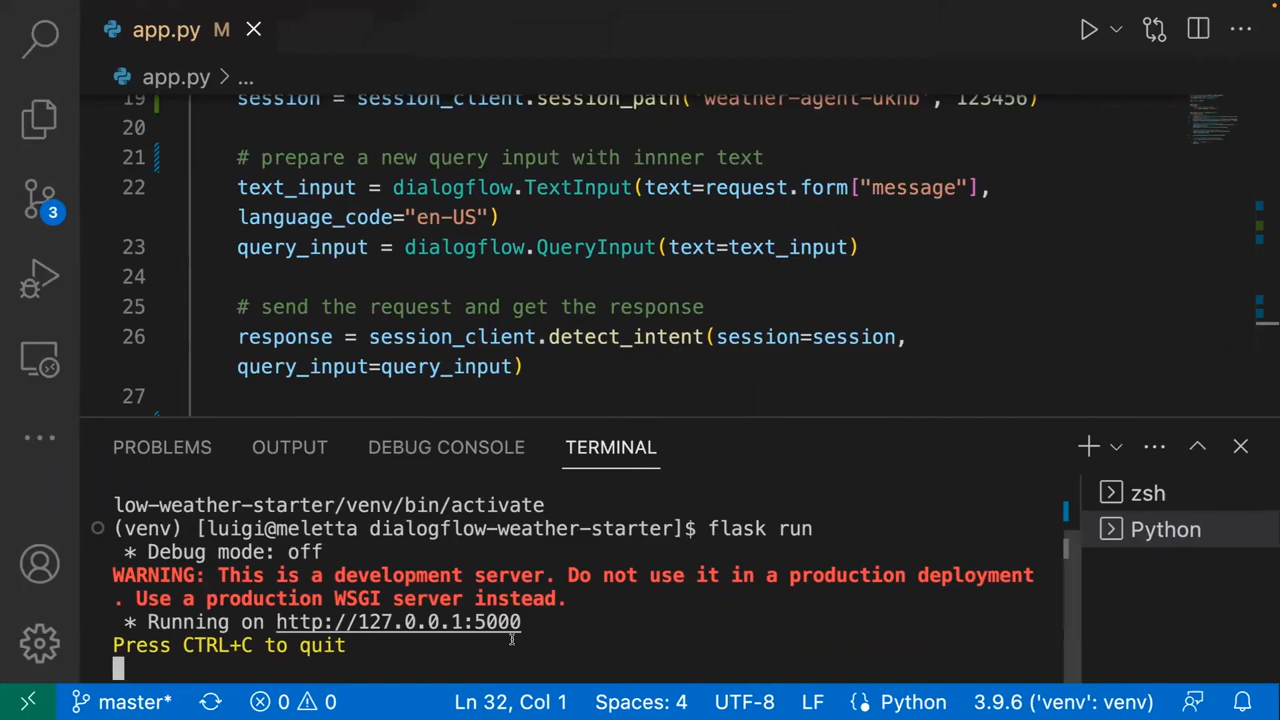 app.py M
app.py > ...
19 session = session_client.session_path('weather-agent-uknb', 123456)
20
21 # prepare a new query input with innner text
22 text_input = dialogflow.TextInput(text=request.form["message"],
language_code="en-US")
23 query_input = dialogflow.QueryInput(text=text_input)
24
25 # send the request and get the response
26 response = session_client.detect_intent(session=session,
query_input=query_input)
27
3
PROBLEMS OUTPUT DEBUG CONSOLE TERMINAL
low-weather-starter/venv/bin/activate
(venv) [luigi@meletta dialogflow-weather-starter]$ flask run
* Debug mode: off
WARNING: This is a development server. Do not use it in a production deployment
. Use a production WSGI server instead.
* Running on http://127.0.0.1:5000
Press CTRL+C to quit
zsh
Python
master* 0 0 Ln 32, Col 1 Spaces: 4 UTF-8 LF Python 3.9.6 ('venv': venv)